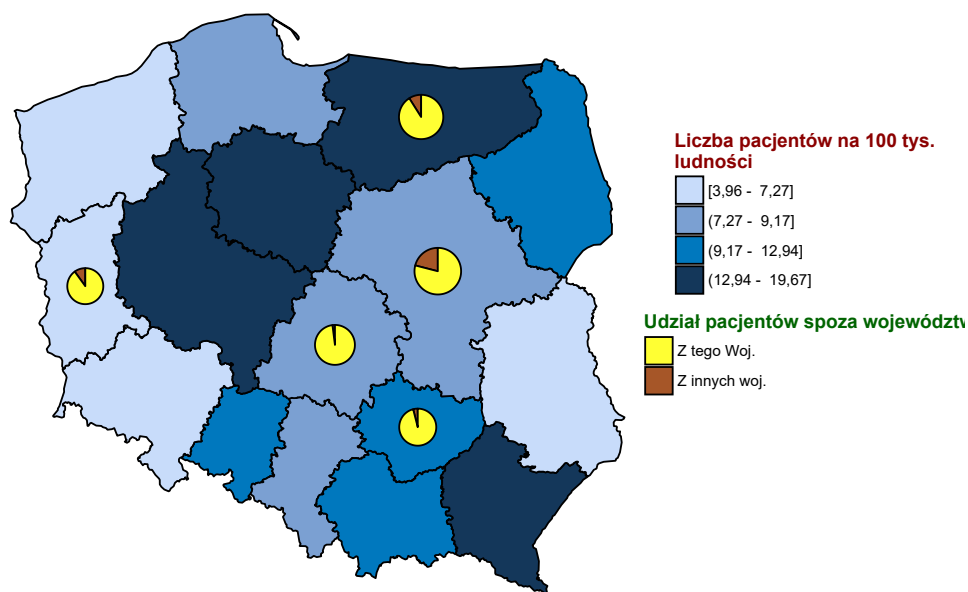 Liczba pacjentów na 100 tys.
ludności
[3,96 - 7,27]
(7,27 - 9,17]
(9,17 - 12,94]
(12,94 - 19,67]
Udział pacjentów spoza województw
Z tego Woj.
Z innych woj.